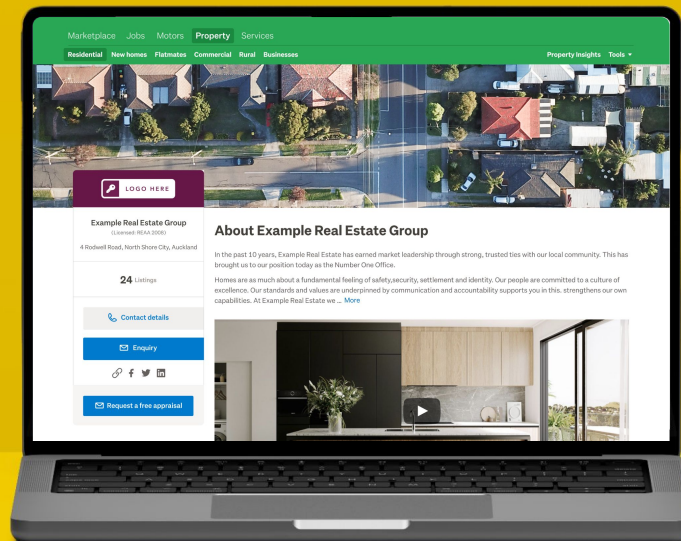 Marketplace Jobs Motors Property Services
Residential New homes Flatmates Commercial Rural Businesses Property Insights Tools
LOGO HERE
Example Real Estate Group
(Licensed: REAA 2008)
4 Rodwell Road, North Shore City, Auckland
24 Listings
Contact details
Enquiry
Request a free appraisal
About Example Real Estate Group
In the past 10 years, Example Real Estate has earned market leadership through strong, trusted ties with our local community. This has
brought us to our position today as the Number One Office.
Homes are as much about a fundamental feeling of safety,security, settlement and identity. Our people are committed to a culture of
excellence. Our standards and values are underpinned by communication and accountability supports you in this. strengthens our own
capabilities. At Example Real Estate we ... More